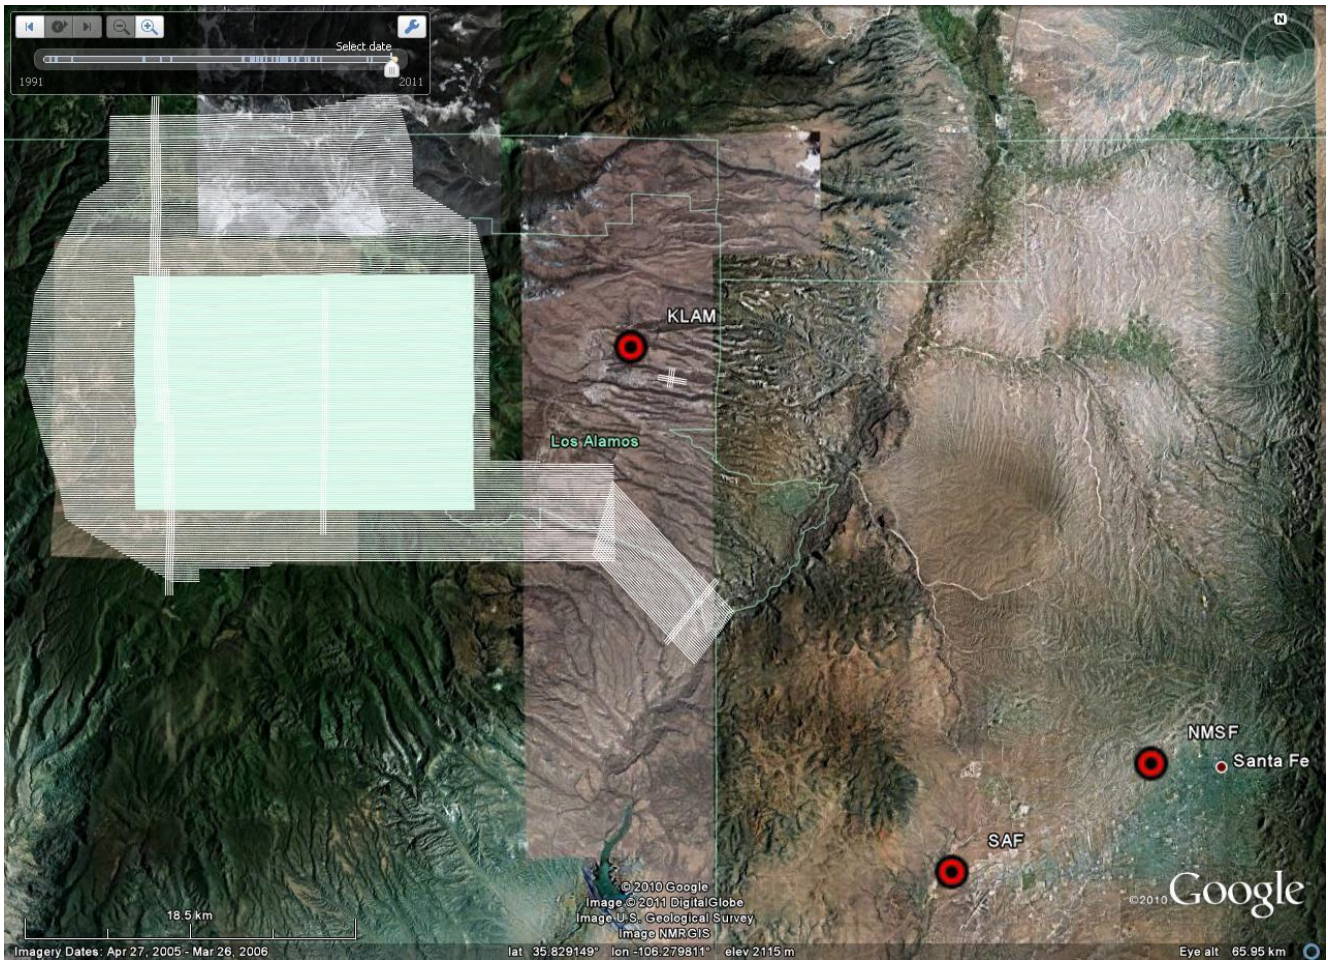 N
Select date
1991
2011
KLAM
Los Alamos
NMSF
Santa Fe
SAF
© 2010 Google
Image © 2011 DigitalGlobe
Image U.S. Geological Survey
Image NMRGIS
©2010 Google
18.5 km
Imagery Dates: Apr 27, 2005 - Mar 26, 2006
lat 35.829149° lon -106.279811° elev 2115 m
Eye alt 65.95 km